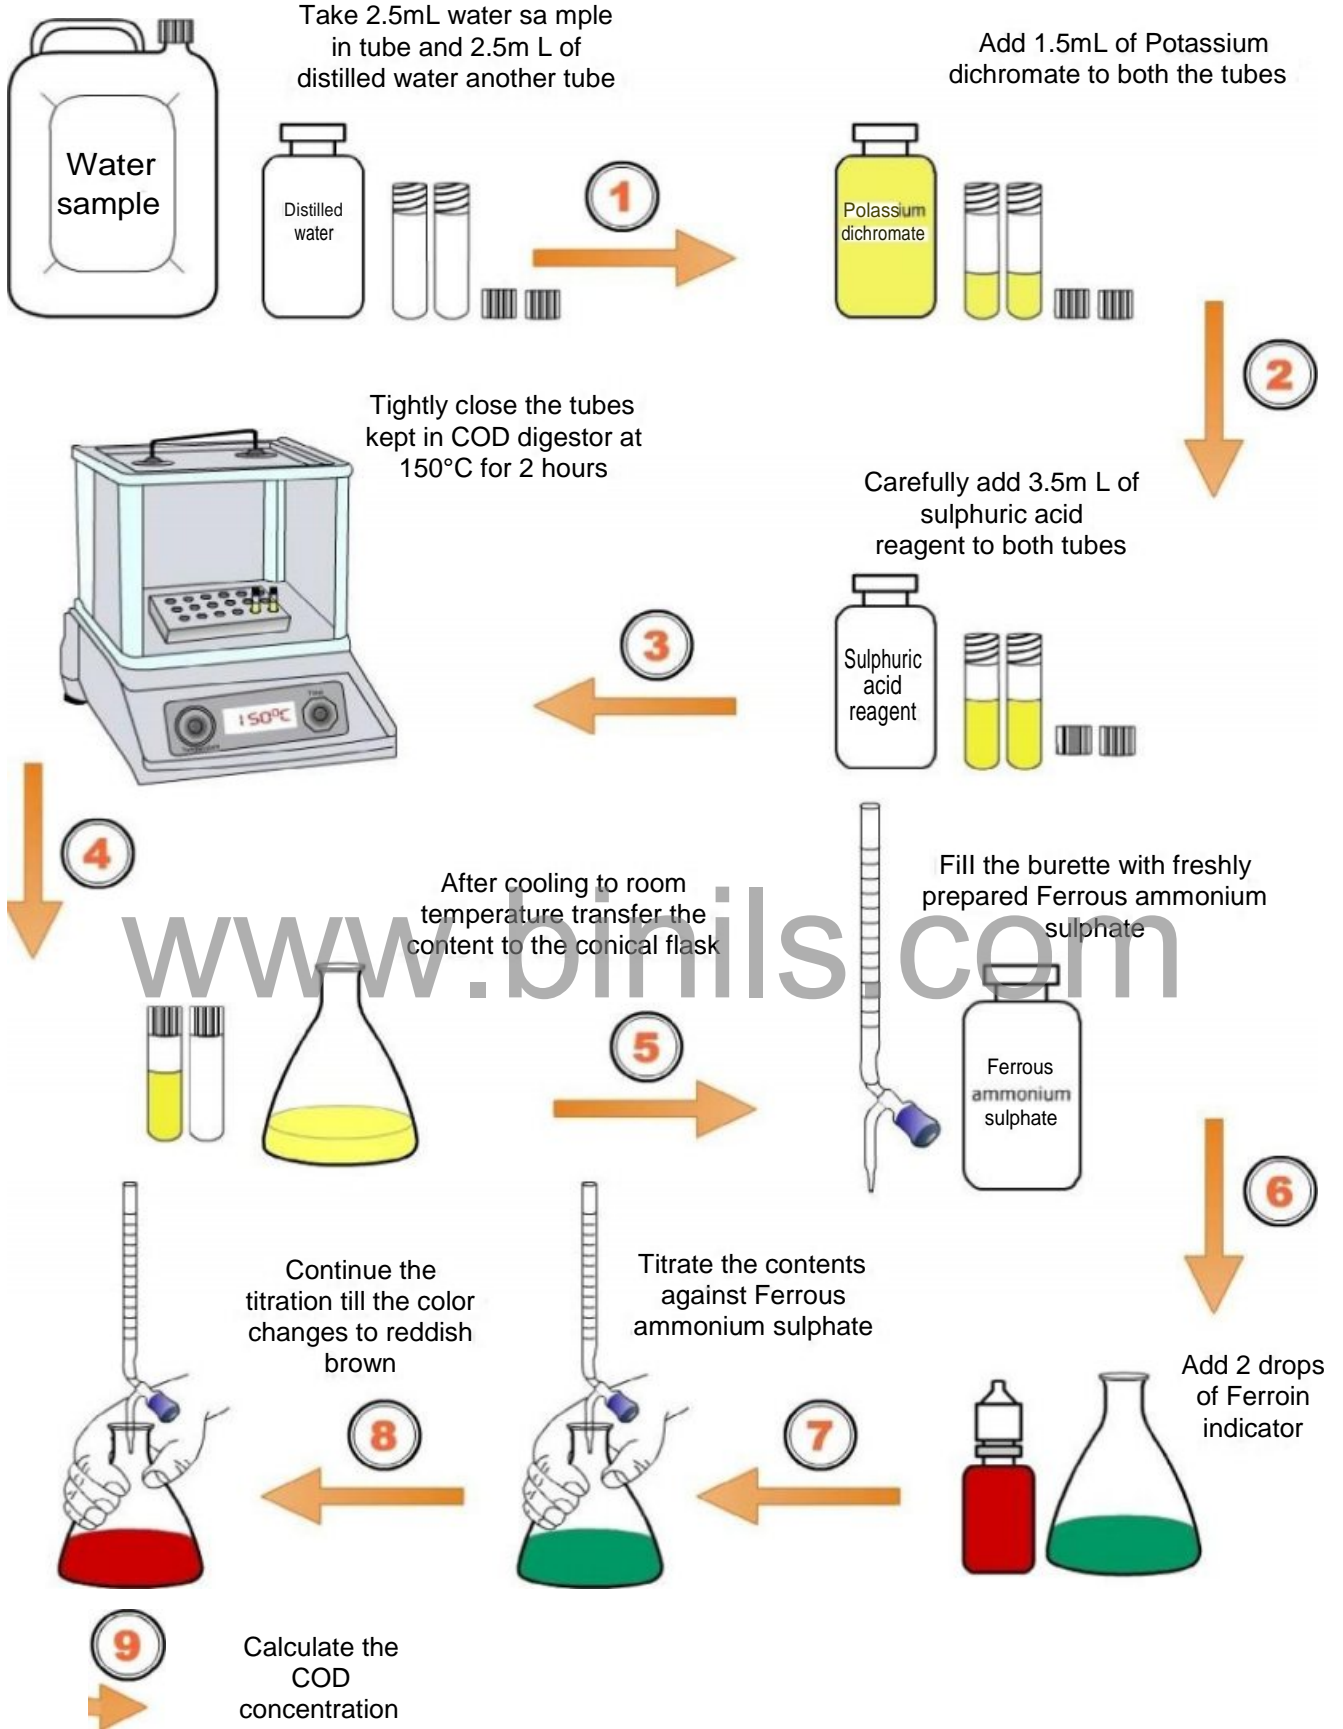 Take 2.5mL water sa mple
in tube and 2.5m L of
distilled water another tube
Add 1.5mL of Potassium
dichromate to both the tubes
Water
sample
Distilled
water
1
Polassium
dichromate
2
Tightly close the tubes
kept in COD digestor at
150°C for 2 hours
Carefully add 3.5m L of
sulphuric acid
reagent to both tubes
3
Sulphuric
acid
reagent
150°C
4
After cooling to room
temperature transfer the
content to the conical flask
Fill the burette with freshly
prepared Ferrous ammonium
sulphate
www.binils.com
5
Ferrous
ammonium
sulphate
6
Continue the
titration till the color
changes to reddish
brown
Titrate the contents
against Ferrous
ammonium sulphate
Add 2 drops
of Ferroin
indicator
8
7
9
Calculate the
COD
concentration